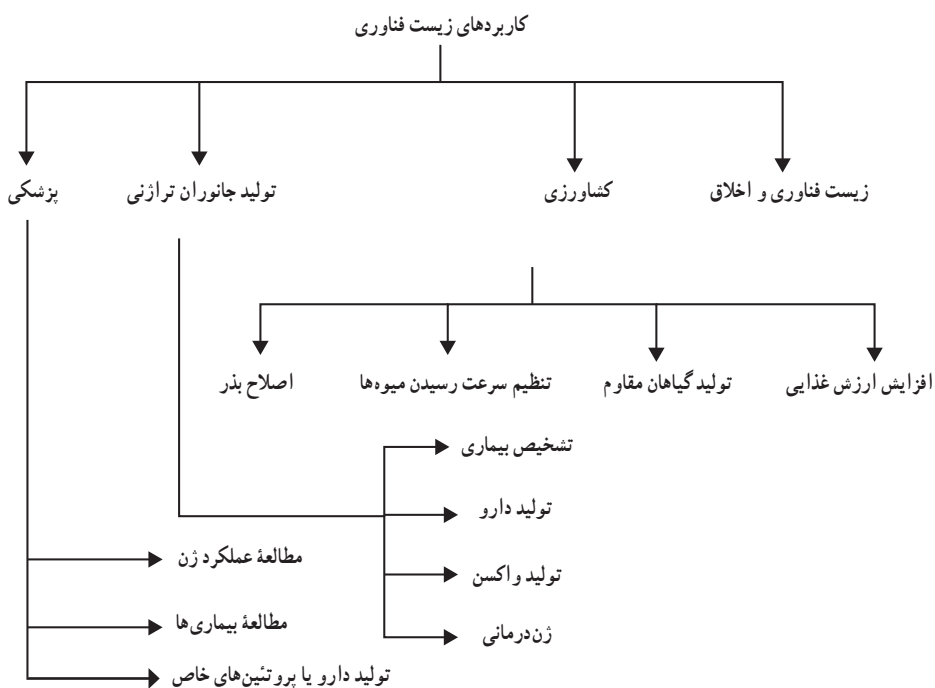 کاربردهای زیست فناوری
زیست فناوری و اخلاق
کشاورزی
تولید جانوران تراژنی
پزشکی
افزایش ارزش غذایی
تولید گیاهان مقاوم
تنظیم سرعت رسیدن میوه‌ها
اصلاح بذر
تشخیص بیماری
تولید دارو
تولید واکسن
ژن‌درمانی
مطالعهٔ عملکرد ژن
مطالعهٔ بیماری‌ها
تولید دارو یا پروتئین‌های خاص